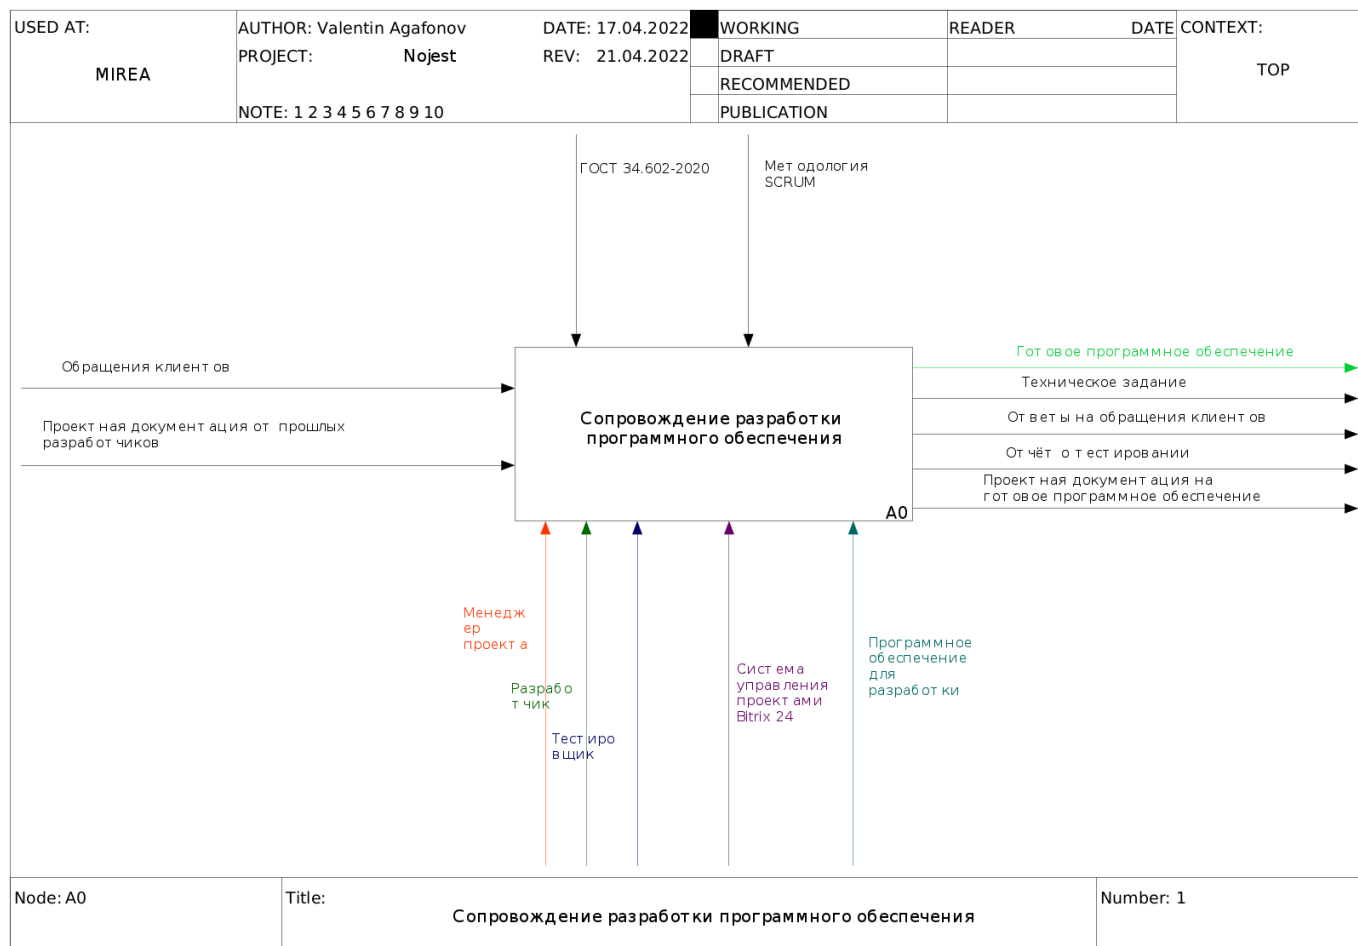 USED AT:
MIREA
AUTHOR: Valentin Agafonov
DATE: 17.04.2022
PROJECT: Nojest
REV: 21.04.2022
NOTE: 1 2 3 4 5 6 7 8 9 10
WORKING
DRAFT
RECOMMENDED
PUBLICATION
READER DATE
CONTEXT:
TOP
ГОСТ 34.602-2020
Методология
SCRUM
Обращения клиентов
Проектная документация от прошлых
разработчиков
Сопровождение разработки
программного обеспечения
A0
Готовое программное обеспечение
Техническое задание
Ответы на обращения клиентов
Отчёт о тестировании
Проектная документация на
готовое программное обеспечение
Менедж
ер
проекта
Разрабо
тчик
Тестиро
вщик
Система
управления
проектами
Bitrix 24
Программное
обеспечение
для
разработки
Node: A0
Title:
Сопровождение разработки программного обеспечения
Number: 1